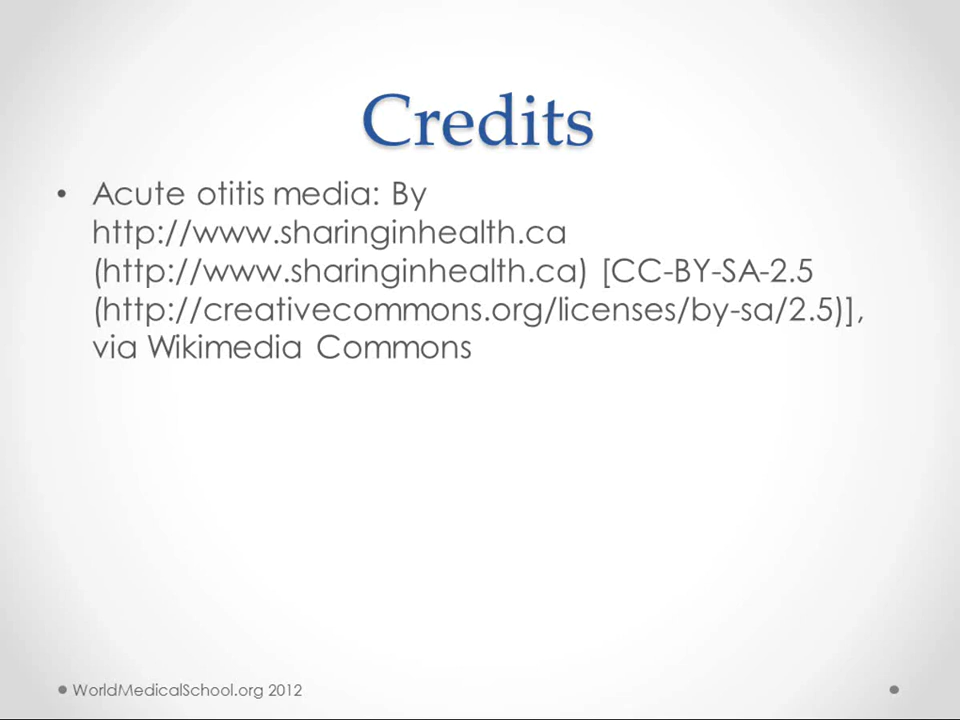 Credits
• Acute otitis media: By
http://www.sharinginhealth.ca
(http://www.sharinginhealth.ca) [CC-BY-SA-2.5
(http://creativecommons.org/licenses/by-sa/2.5)],
via Wikimedia Commons
WorldMedicalSchool.org 2012